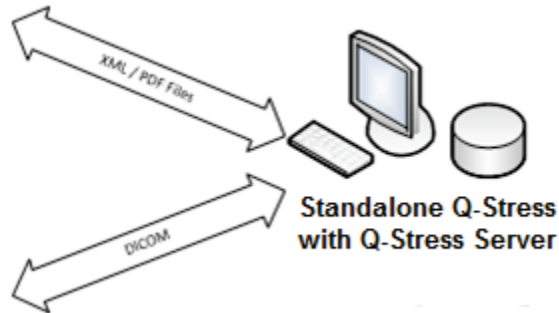 XML / PDF Files
Standalone Q-Stress
with Q-Stress Server
DICOM